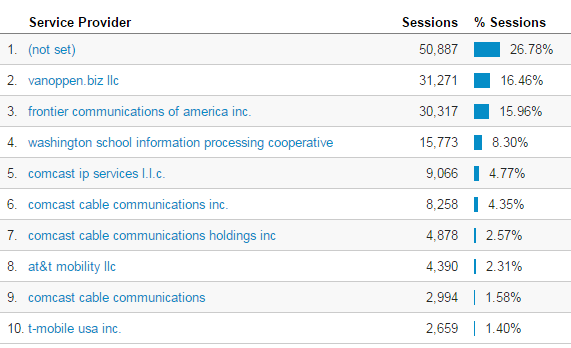 Service Provider Sessions % Sessions
1. (not set) 50,887 26.78%
2. vanoppen.biz llc 31,271 16.46%
3. frontier communications of america inc. 30,317 15.96%
4. washington school information processing cooperative 15,773 8.30%
5. comcast ip services l.l.c. 9,066 4.77%
6. comcast cable communications inc. 8,258 4.35%
7. comcast cable communications holdings inc 4,878 2.57%
8. at&t mobility llc 4,390 2.31%
9. comcast cable communications 2,994 1.58%
10. t-mobile usa inc. 2,659 1.40%